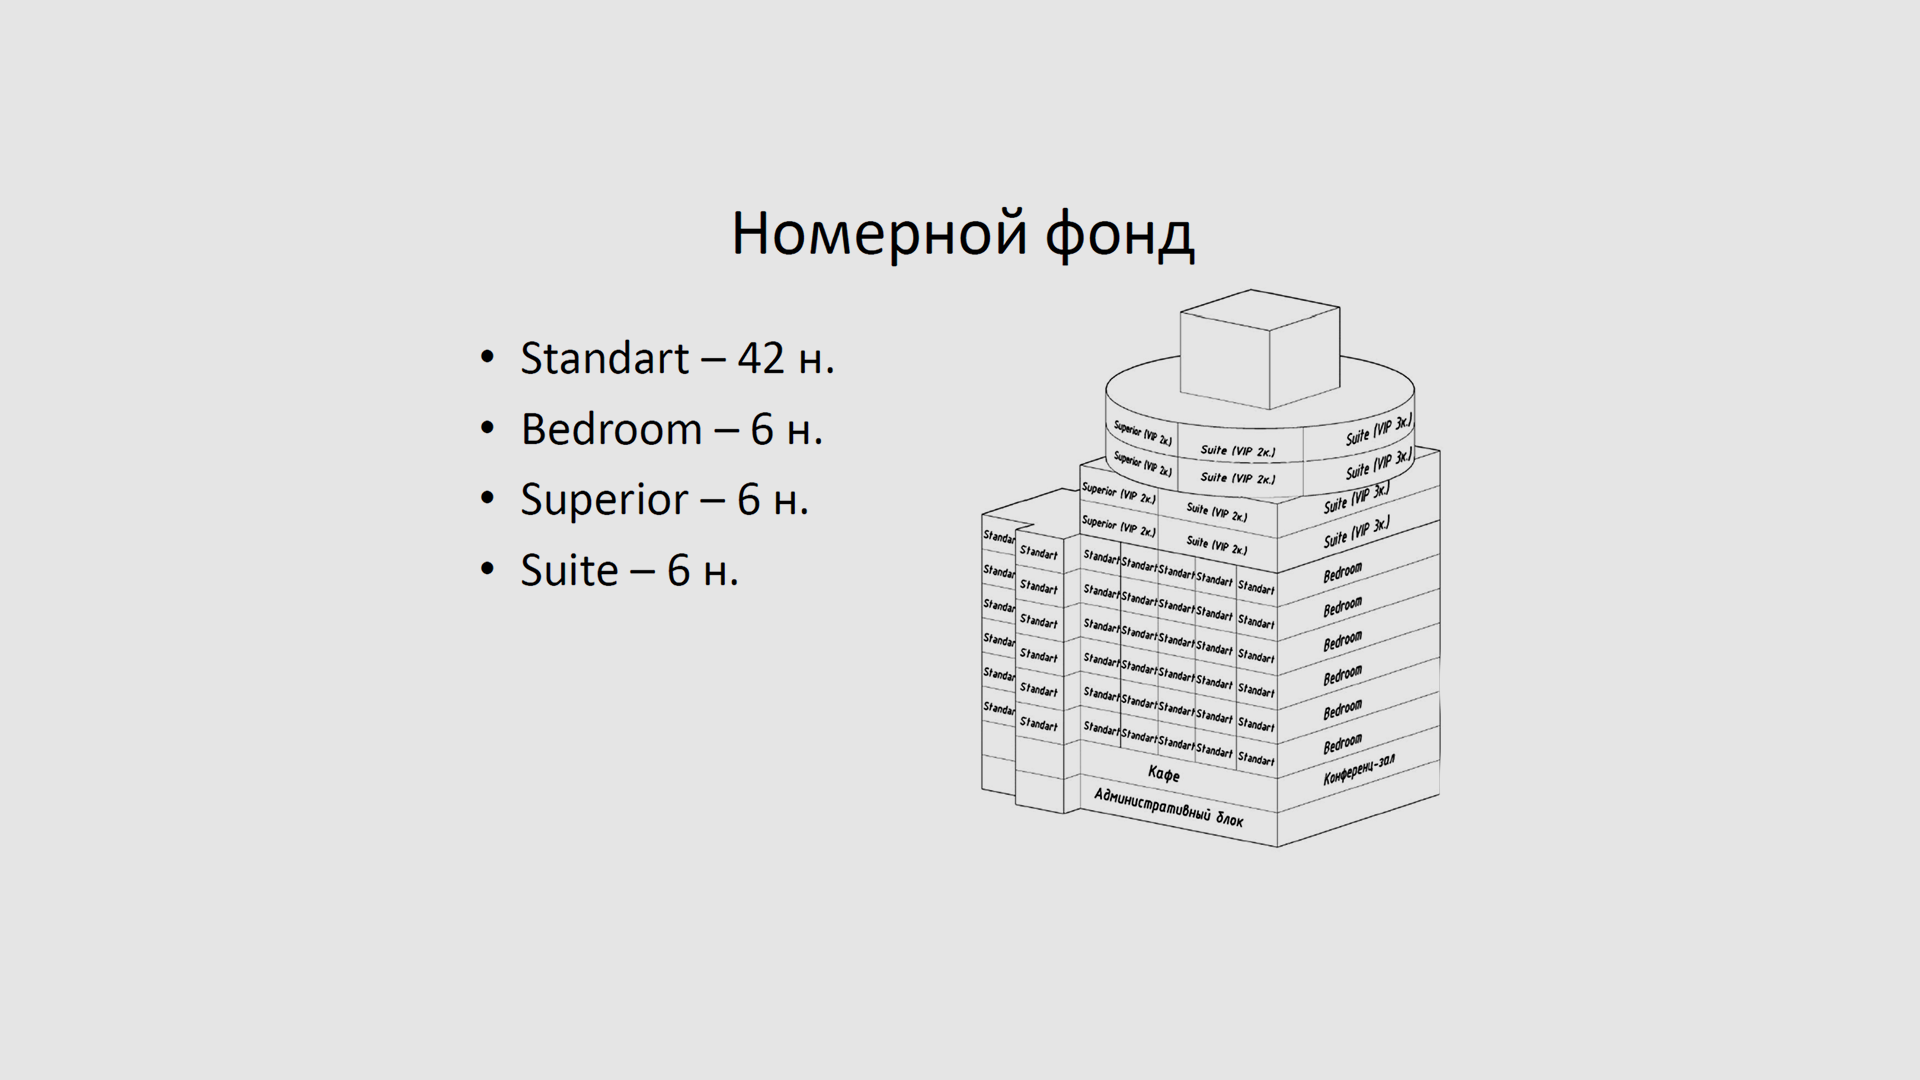 Номерной фонд
• Standart – 42 н.
• Bedroom – 6 н.
• Superior – 6 н.
• Suite – 6 н.
Superior (VIP 2к.) Suite (VIP 2к.) Suite (VIP 3к.)
Superior (VIP 2к.) Suite (VIP 2к.) Suite (VIP 3к.)
Superior (VIP 2к.) Suite (VIP 2к.) Suite (VIP 3к.)
Superior (VIP 2к.) Suite (VIP 2к.) Suite (VIP 3к.)
Standar Standart Standart Standart Standart Standart Standart Bedroom
Standar Standart Standart Standart Standart Standart Standart Bedroom
Standar Standart Standart Standart Standart Standart Standart Bedroom
Standar Standart Standart Standart Standart Standart Standart Bedroom
Standar Standart Standart Standart Standart Standart Standart Bedroom
Standar Standart Standart Standart Standart Standart Standart Bedroom
Кафе Конференц-зал
Административный блок